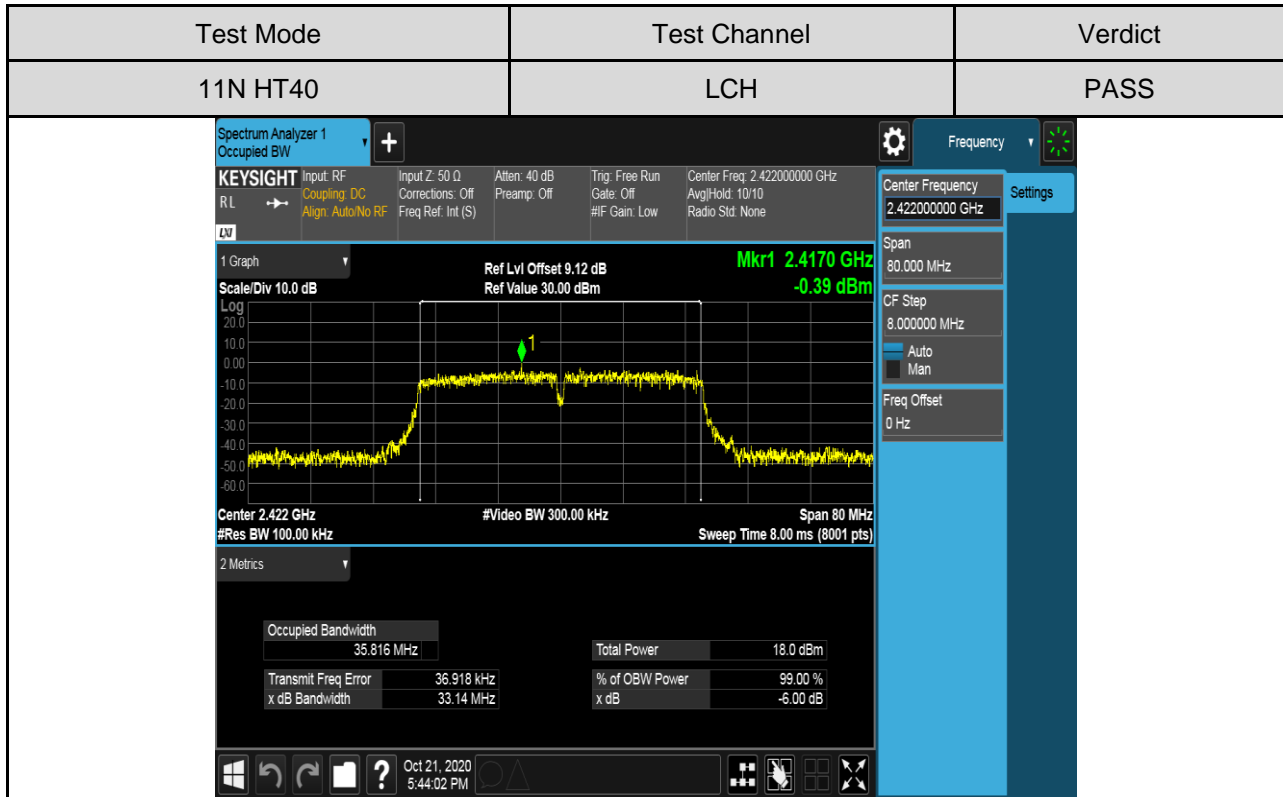 Test Mode Test Channel Verdict
11N HT40 LCH PASS
Spectrum Analyzer 1
Occupied BW
+
Frequency
KEYSIGHT Input: RF Input Z: 50 Ω Atten: 40 dB Trig: Free Run Center Freq: 2.422000000 GHz
RL Coupling: DC Corrections: Off Preamp: Off Gate: Off Avg|Hold: 10/10
Align: Auto/No RF Freq Ref: Int (S) #IF Gain: Low Radio Std: None
LXI
Center Frequency
2.422000000 GHz
Settings
Span
80.000 MHz
CF Step
8.000000 MHz
Auto
Man
Freq Offset
0 Hz
1 Graph
Scale/Div 10.0 dB
Ref Lvl Offset 9.12 dB
Ref Value 30.00 dBm
Mkr1 2.4170 GHz
-0.39 dBm
Log
20.0
10.0
0.00
-10.0
-20.0
-30.0
-40.0
-50.0
-60.0
1
Center 2.422 GHz #Video BW 300.00 kHz Span 80 MHz
#Res BW 100.00 kHz Sweep Time 8.00 ms (8001 pts)
2 Metrics
Occupied Bandwidth
35.816 MHz
Total Power 18.0 dBm
Transmit Freq Error 36.918 kHz % of OBW Power 99.00 %
x dB Bandwidth 33.14 MHz x dB -6.00 dB
?
Oct 21, 2020
5:44:02 PM